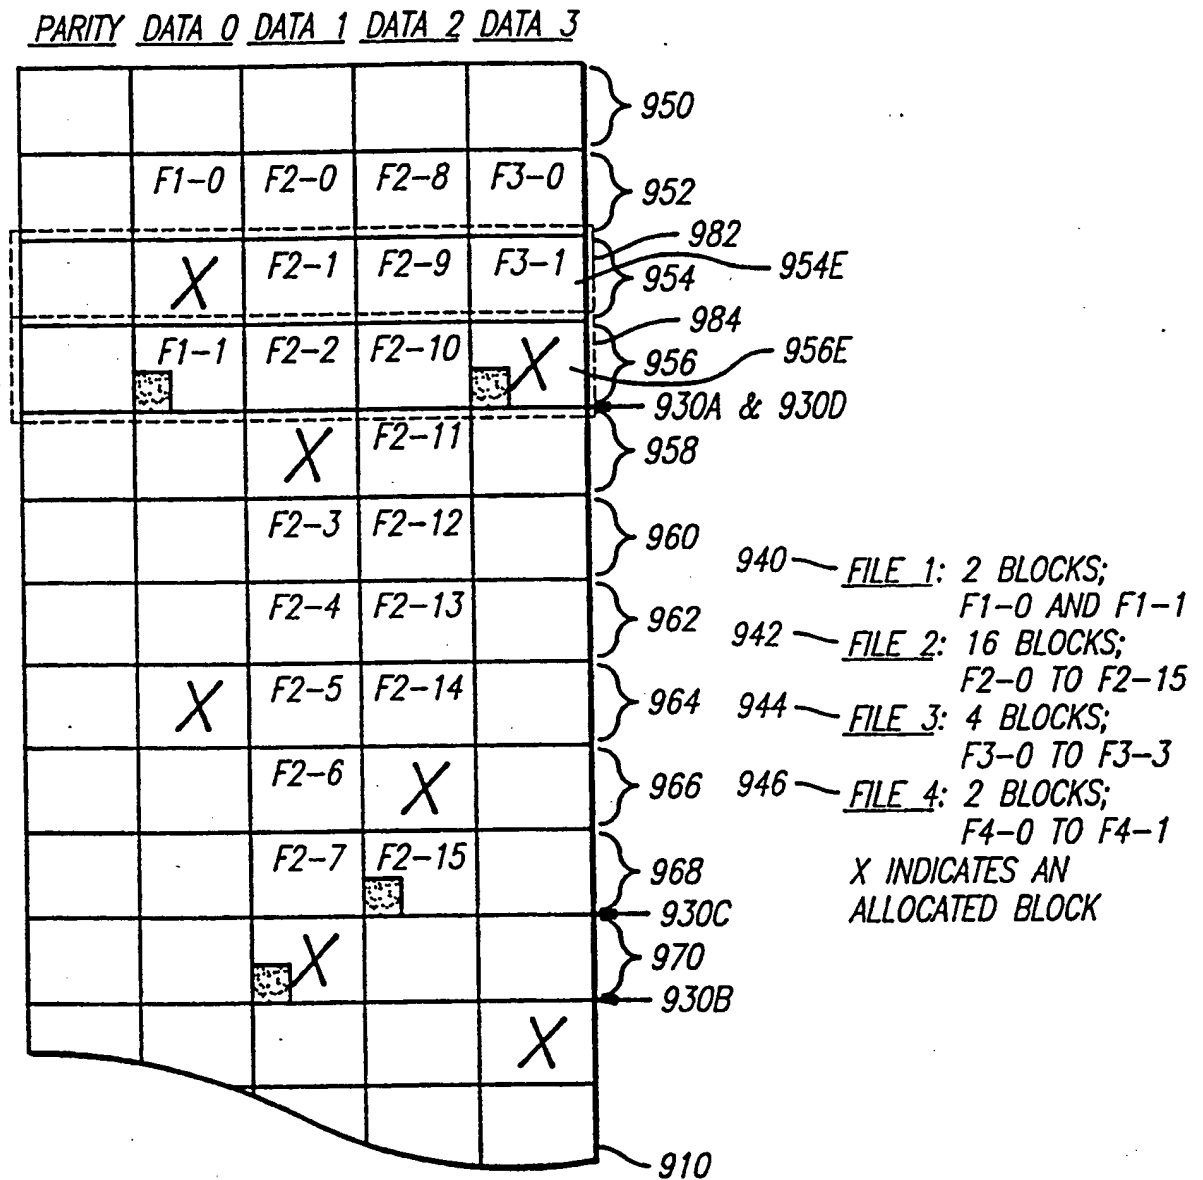 PARITY DATA 0 DATA 1 DATA 2 DATA 3
950
F1-0 F2-0 F2-8 F3-0 952
982
X F2-1 F2-9 F3-1 954 954E
984
F1-1 F2-2 F2-10 X 956 956E
930A & 930D
X F2-11 958
F2-3 F2-12 960
F2-4 F2-13 962
X F2-5 F2-14 964
F2-6 X 966
F2-7 F2-15 968
930C
X 970
930B
X
910
940 FILE 1: 2 BLOCKS;
F1-0 AND F1-1
942 FILE 2: 16 BLOCKS;
F2-0 TO F2-15
944 FILE 3: 4 BLOCKS;
F3-0 TO F3-3
946 FILE 4: 2 BLOCKS;
F4-0 TO F4-1
X INDICATES AN
ALLOCATED BLOCK